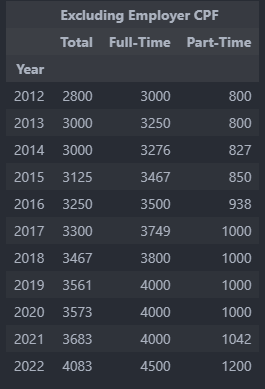 Excluding Employer CPF
Total Full-Time Part-Time
Year
2012 2800 3000 800
2013 3000 3250 800
2014 3000 3276 827
2015 3125 3467 850
2016 3250 3500 938
2017 3300 3749 1000
2018 3467 3800 1000
2019 3561 4000 1000
2020 3573 4000 1000
2021 3683 4000 1042
2022 4083 4500 1200